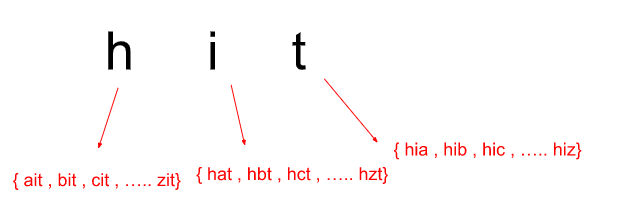 h i t
{ ait , bit , cit , ….. zit}
{ hat , hbt , hct , ….. hzt}
{ hia , hib , hic , ….. hiz}